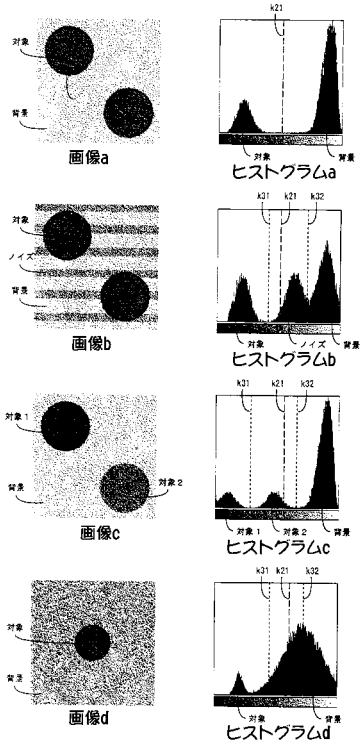 対象
背景
画像a
k21
対象
背景
ヒストグラムa
対象
ノイズ
背景
画像b
k31
k21
k32
対象
ノイズ
背景
ヒストグラムb
対象1
背景
対象2
画像c
k31
k21
k32
対象1
対象2
背景
ヒストグラムc
対象
背景
画像d
k31
k21
k32
対象
背景
ヒストグラムd